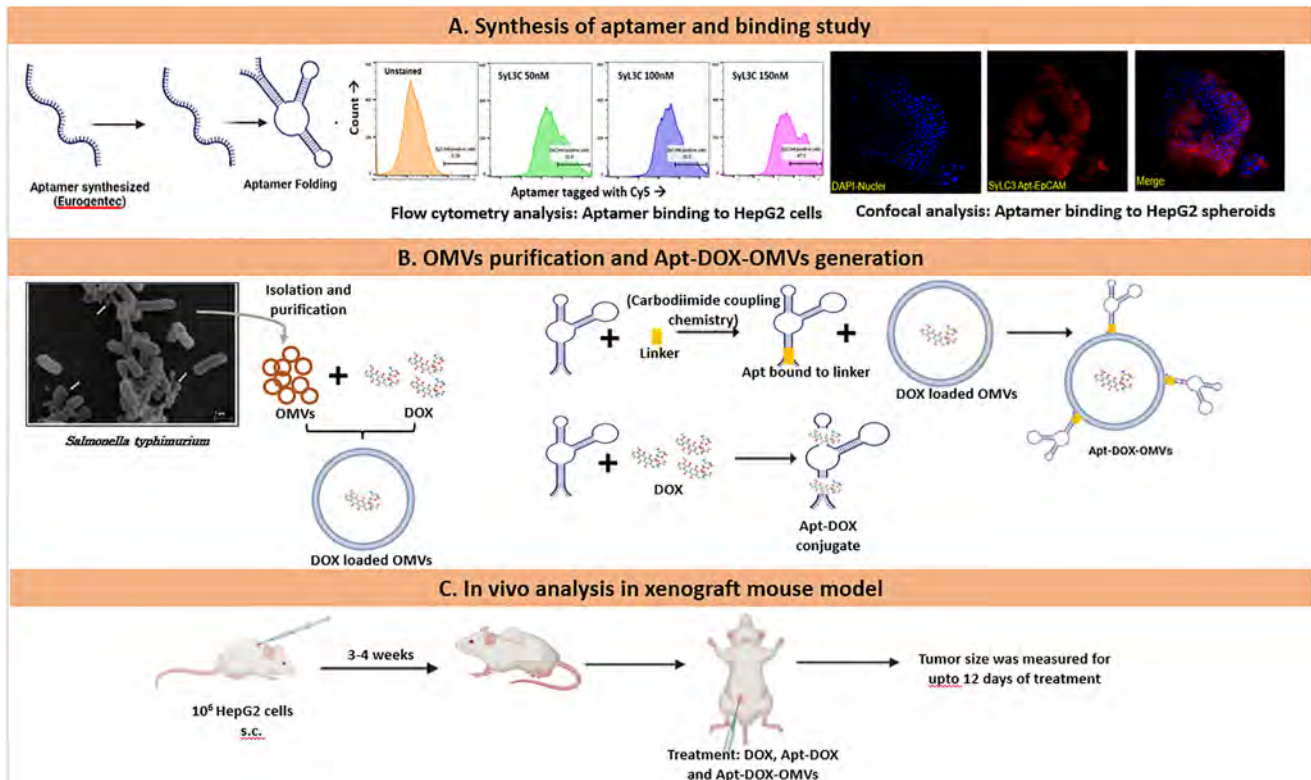 A. Synthesis of aptamer and binding study
Aptamer synthesized
(Eurogentec)
Aptamer Folding
Count →
Unstained
SyL3C 50nM
SyL3C 100nM
SyL3C 150nM
Aptamer tagged with Cy5 →
Flow cytometry analysis: Aptamer binding to HepG2 cells
DAPI-Nucler
SyLC3 Apt-EpCAM
Merge
Confocal analysis: Aptamer binding to HepG2 spheroids
B. OMVs purification and Apt-DOX-OMVs generation
Salmonella typhimurium
Isolation and
purification
OMVs
+
DOX
DOX loaded OMVs
+
(Carbodiimide coupling
chemistry)
Linker
Apt bound to linker
+
DOX loaded OMVs
Apt-DOX-OMVs
+
DOX
Apt-DOX
conjugate
C. In vivo analysis in xenograft mouse model
10⁶ HepG2 cells
s.c.
3-4 weeks
Treatment: DOX, Apt-DOX
and Apt-DOX-OMVs
Tumor size was measured for
upto 12 days of treatment